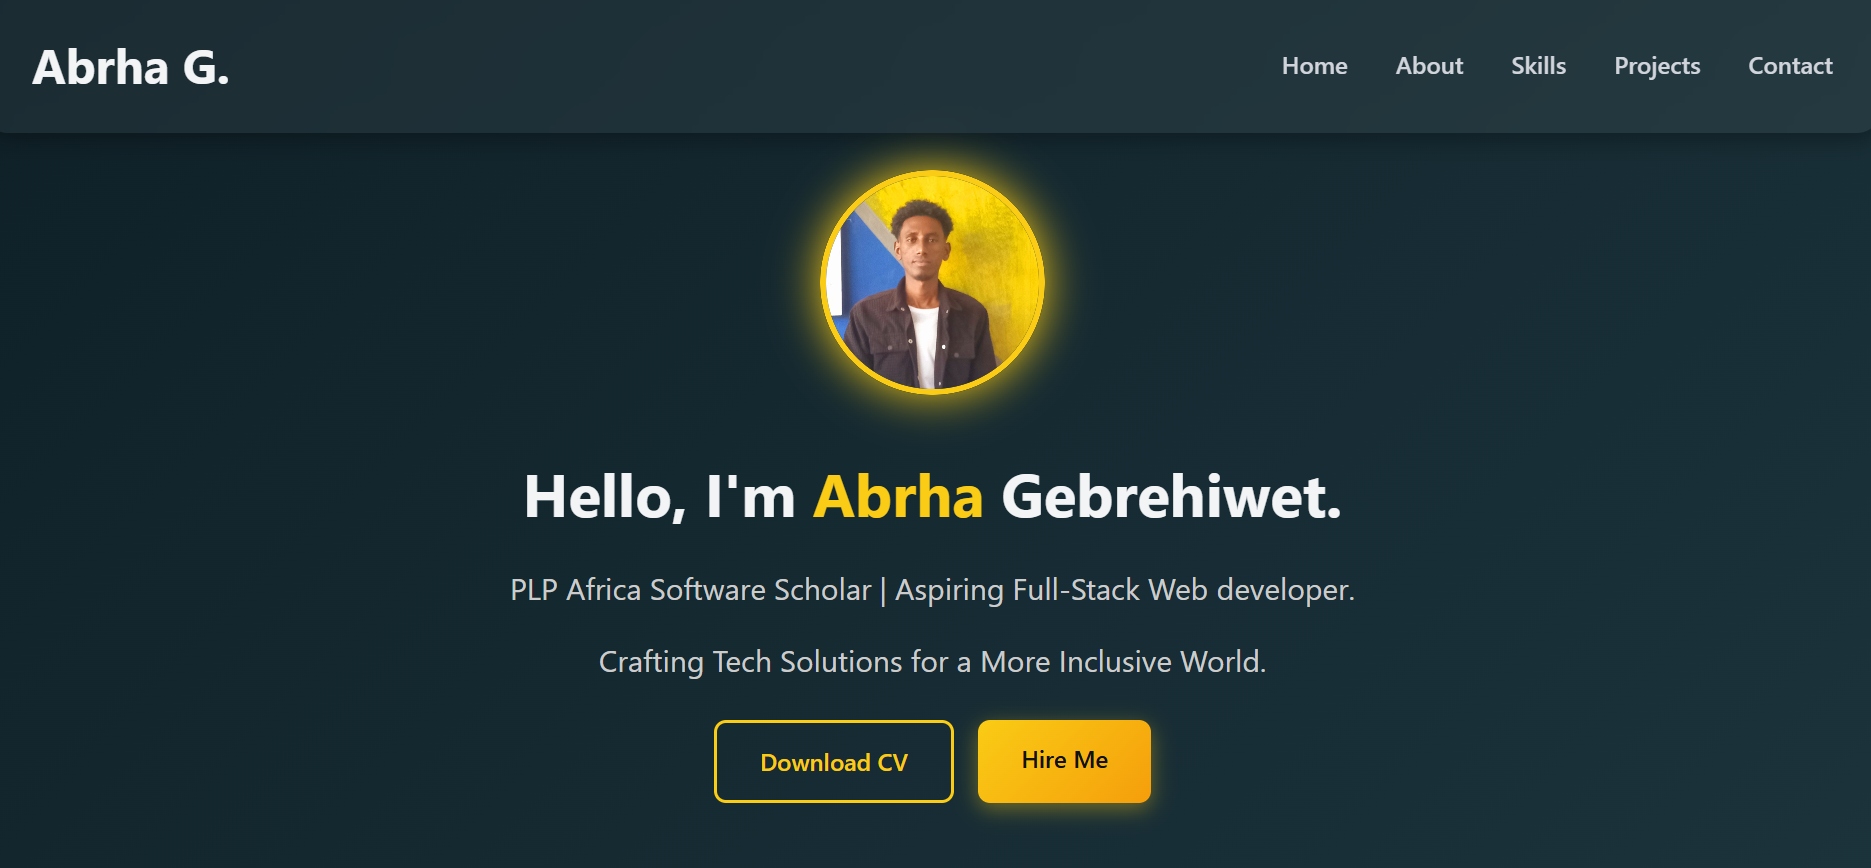 Abrha G.
Home About Skills Projects Contact
Hello, I'm Abrha Gebrehiwet.
PLP Africa Software Scholar | Aspiring Full-Stack Web developer.
Crafting Tech Solutions for a More Inclusive World.
Download CV Hire Me